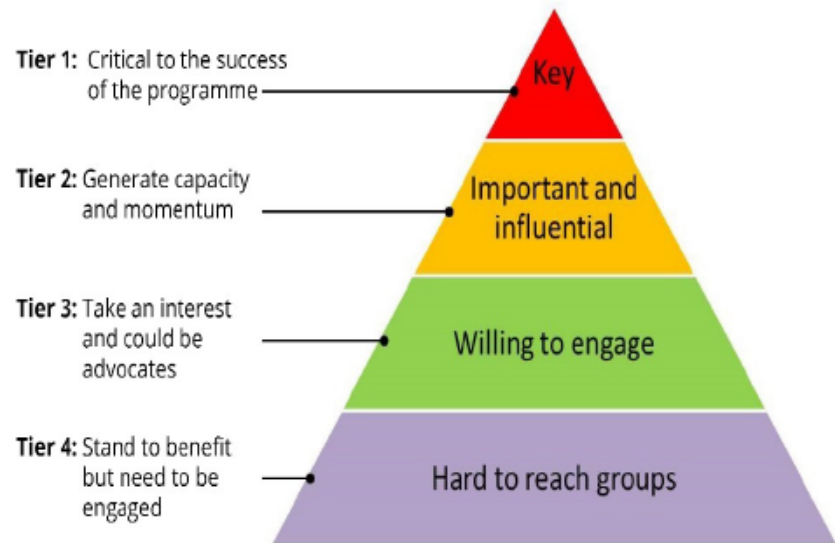 Tier 1: Critical to the success
of the programme
Key
Tier 2: Generate capacity
and momentum
Important and
influential
Tier 3: Take an interest
and could be
advocates
Willing to engage
Tier 4: Stand to benefit
but need to be
engaged
Hard to reach groups